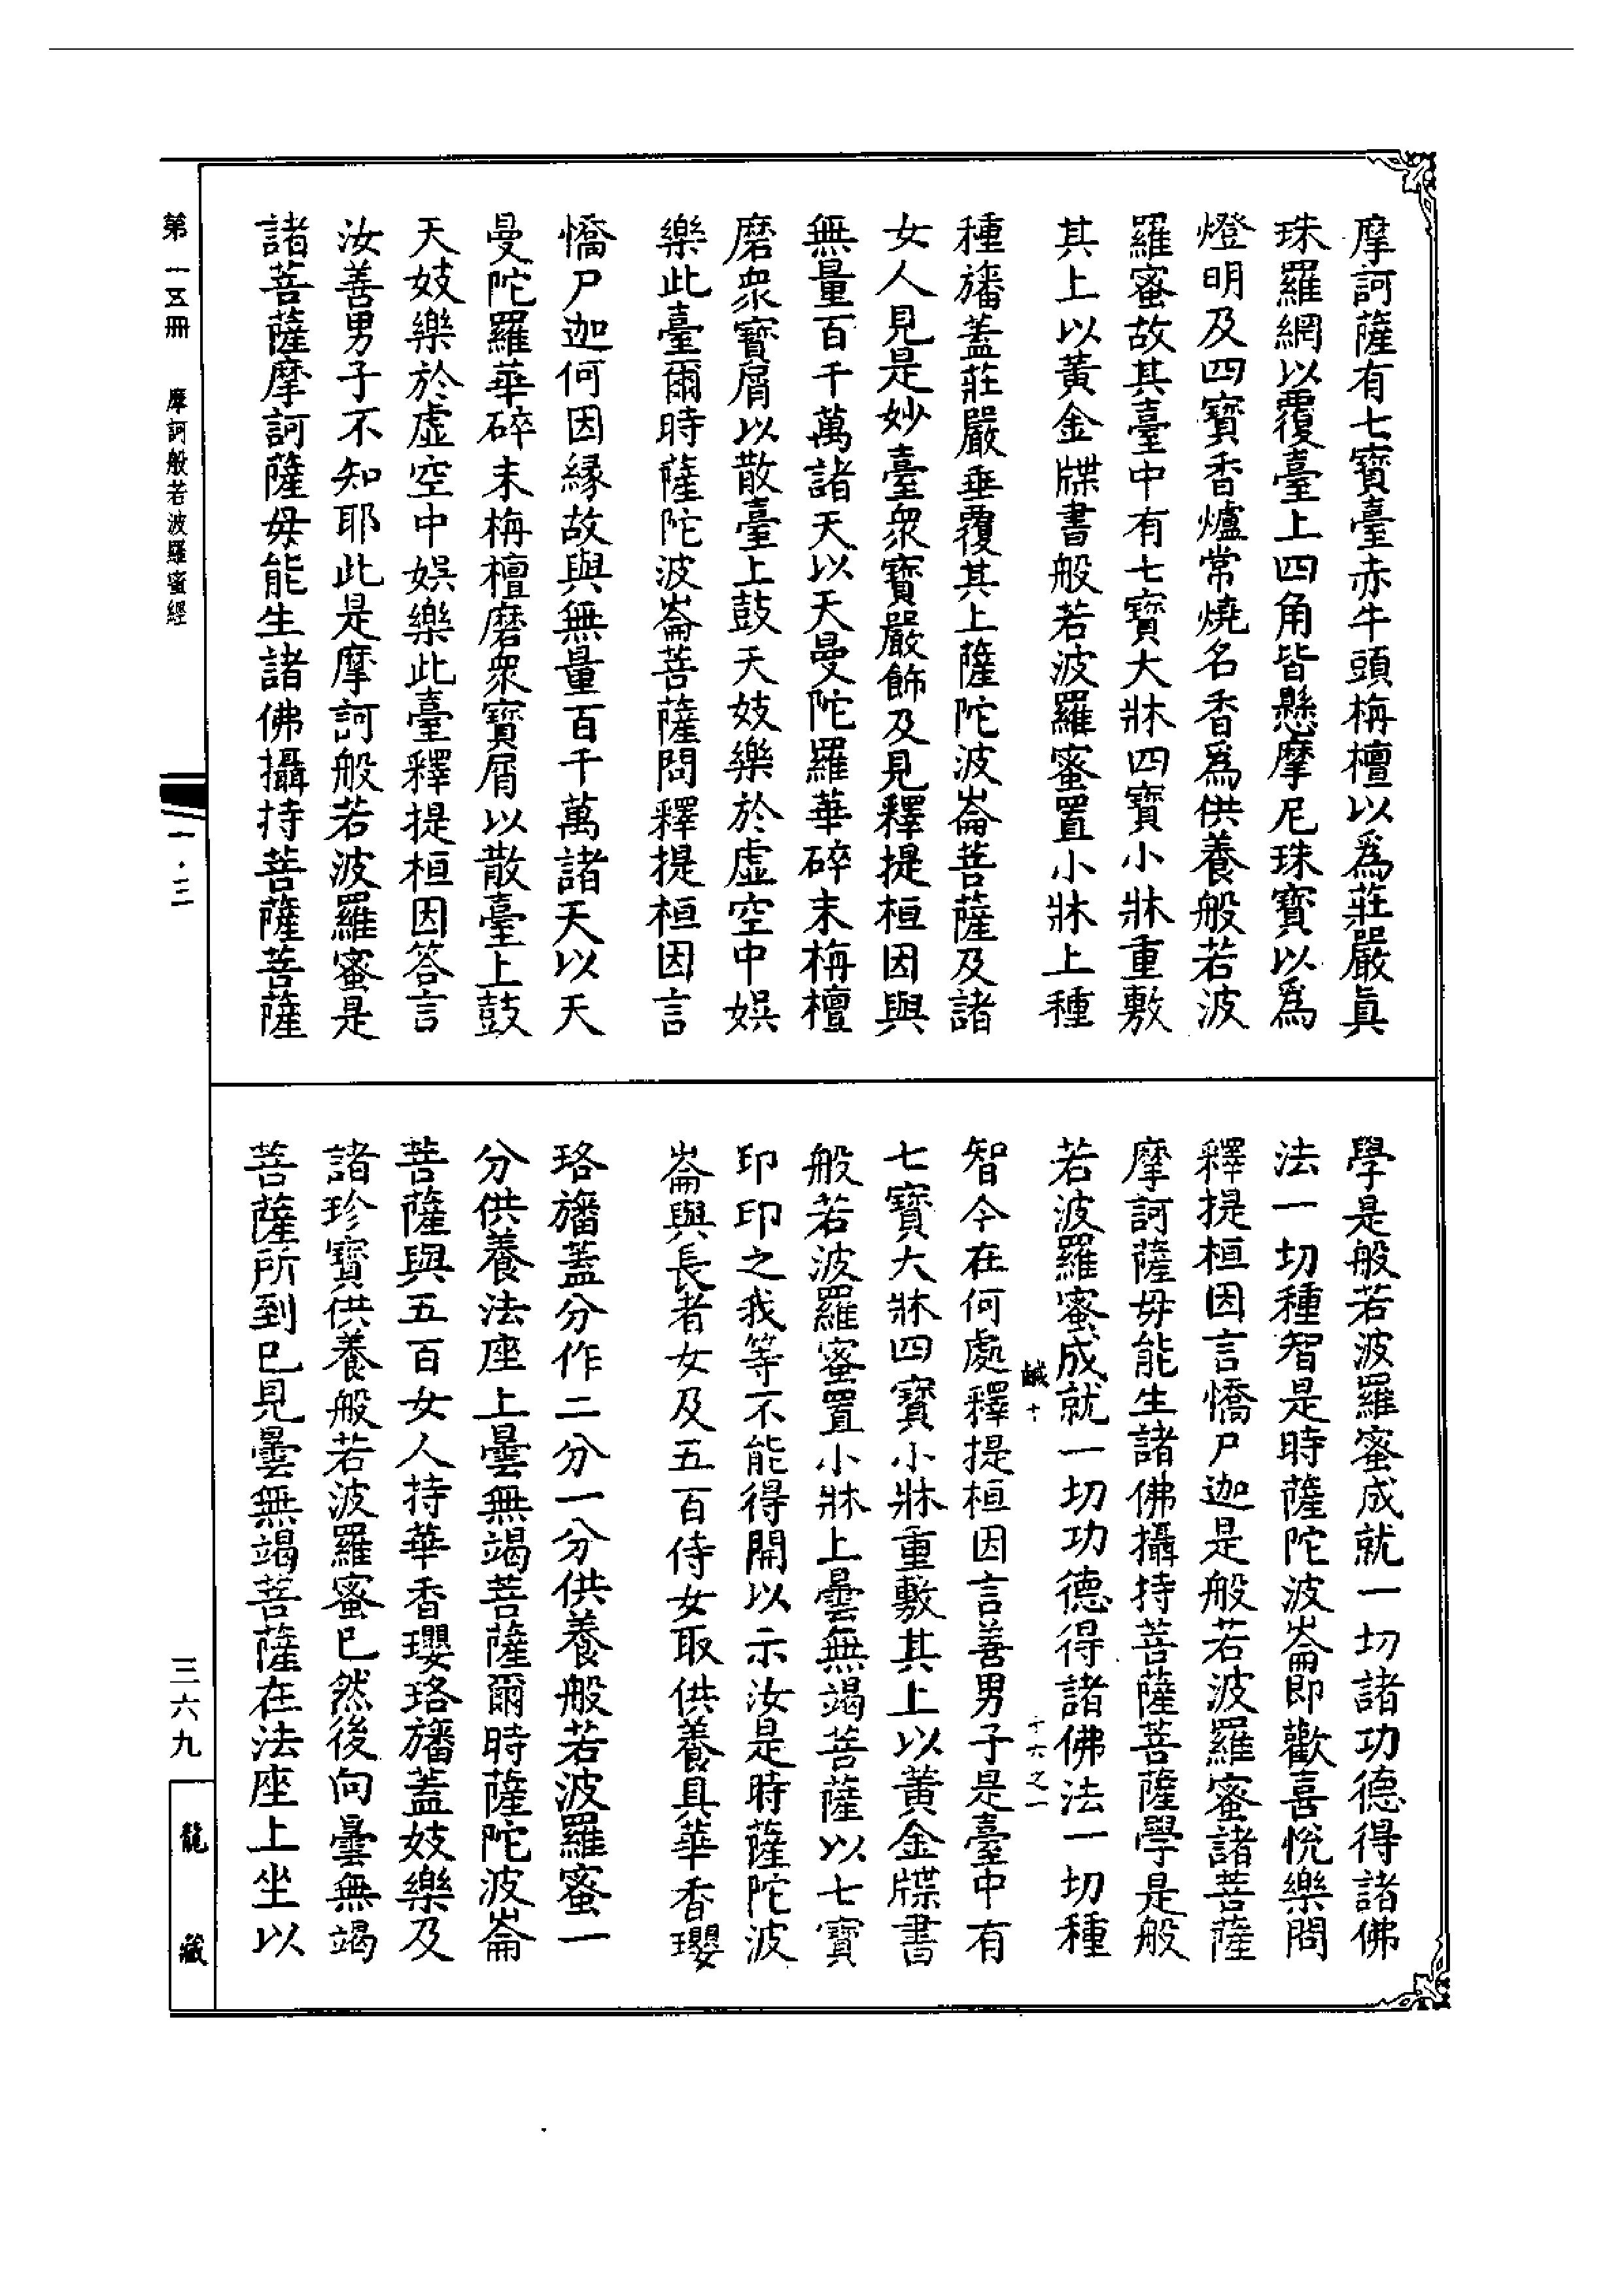 摩訶薩有七寶臺赤牛頭栴檀以爲莊嚴眞
珠羅網以覆臺上四角皆懸摩尼珠寶以爲
燈明及四寶香爐常燒名香爲供養般若波
羅蜜故其臺中有七寶大牀四寶小牀重敷
其上以黃金牒書般若波羅蜜置小牀上種
種旛蓋莊嚴垂覆其上薩陀波崙菩薩及諸
女人見是妙臺衆寶嚴飾及見釋提桓因與
無量百千萬諸天以天曼陀羅華碎末栴檀
磨衆寶屑以散臺上鼓天妓樂於虛空中娛
樂此臺爾時薩陀波崙菩薩問釋提桓因言
憍尸迦何因緣故與無量百千萬諸天以天
曼陀羅華碎末栴檀磨衆寶屑以散臺上鼓
天妓樂於虛空中娛樂此臺釋提桓因答言
汝善男子不知耶此是摩訶般若波羅蜜是
諸菩薩摩訶薩母能生諸佛攝持菩薩菩薩
學是般若波羅蜜成就一切諸功德得諸佛
法一切種智是時薩陀波崙即歡喜悅樂問
釋提桓因言憍尸迦是般若波羅蜜諸菩薩
摩訶薩母能生諸佛攝持菩薩菩薩學是般
若波羅蜜成就一切功德得諸佛法一切種
鹹十 十六之一
智今在何處釋提桓因言善男子是臺中有
七寶大牀四寶小牀重敷其上以黃金牒書
般若波羅蜜置小牀上曇無竭菩薩以七寶
印印之我等不能得開以示汝是時薩陀波
崙與長者女及五百侍女取供養具華香瓔
珞旛蓋分作二分一分供養般若波羅蜜一
分供養法座上曇無竭菩薩爾時薩陀波崙
菩薩與五百女人持華香瓔珞旛蓋妓樂及
諸珍寶供養般若波羅蜜已然後向曇無竭
菩薩所到已見曇無竭菩薩在法座上坐以
第一五冊 摩訶般若波羅蜜經 一·三
三六九
龍藏